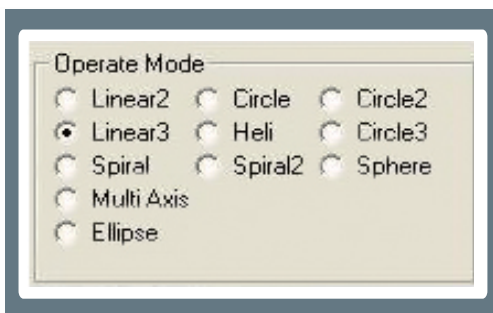 Operate Mode
Linear2 Circle Circle2
Linear3 Heli Circle3
Spiral Spiral2 Sphere
Multi Axis
Ellipse